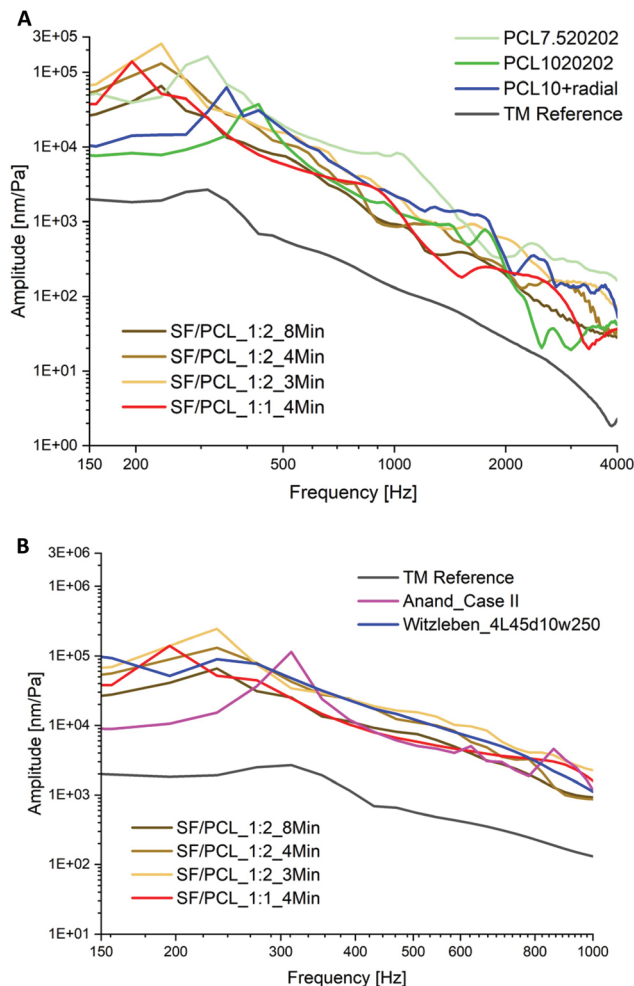 A
3E+05
1E+05
1E+04
1E+03
1E+02
1E+01
1E+00
Amplitude [nm/Pa]
PCL7.520202
PCL1020202
PCL10+radial
TM Reference
SF/PCL_1:2_8Min
SF/PCL_1:2_4Min
SF/PCL_1:2_3Min
SF/PCL_1:1_4Min
150 200 500 1000 2000 4000
Frequency [Hz]
B
3E+06
1E+06
1E+05
1E+04
1E+03
1E+02
1E+01
Amplitude [nm/Pa]
TM Reference
Anand_Case II
Witzleben_4L45d10w250
SF/PCL_1:2_8Min
SF/PCL_1:2_4Min
SF/PCL_1:2_3Min
SF/PCL_1:1_4Min
150 200 300 400 500 600 800 1000
Frequency [Hz]